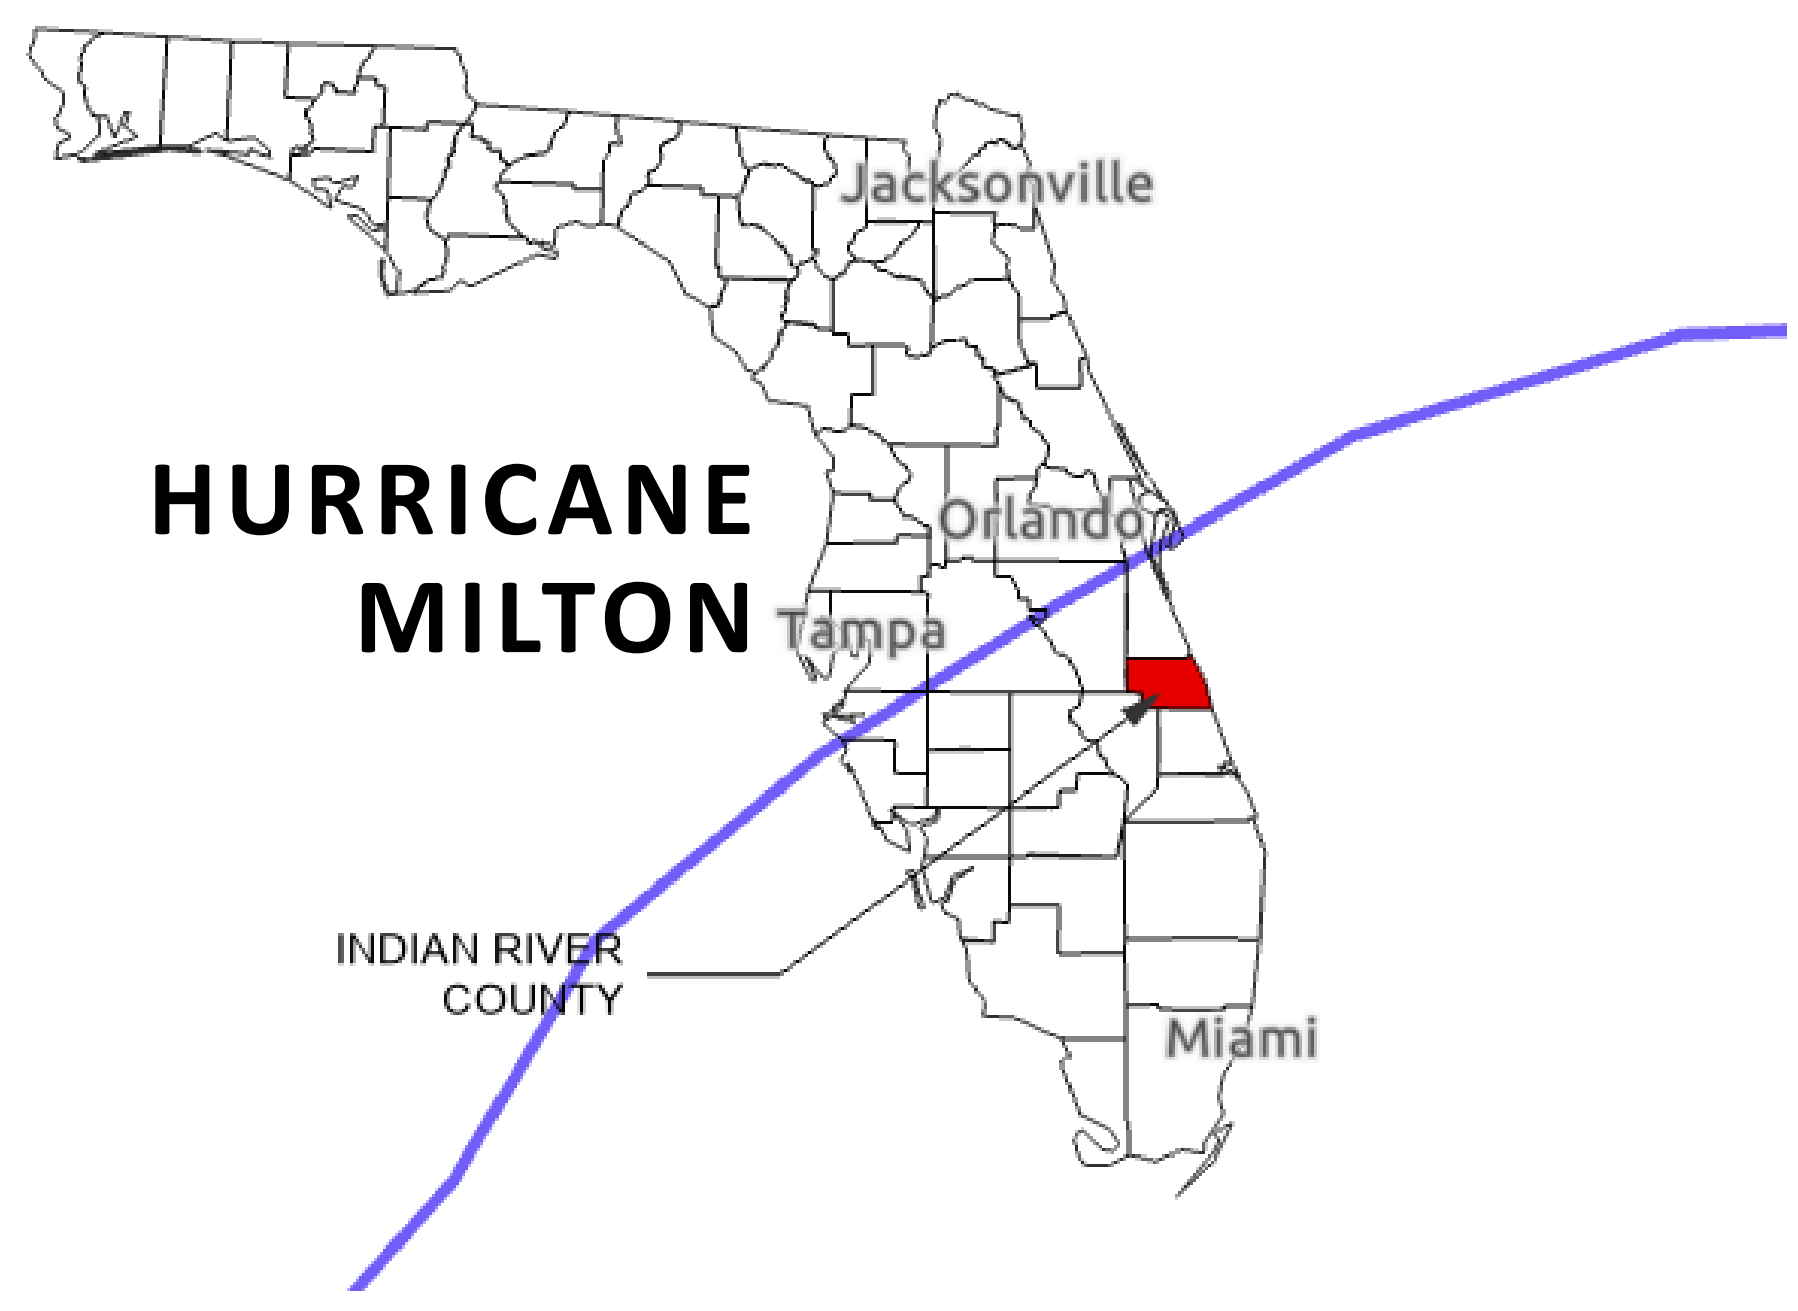 Jacksonville
HURRICANE
MILTON
Orlando
Tampa
INDIAN RIVER
COUNTY
Miami